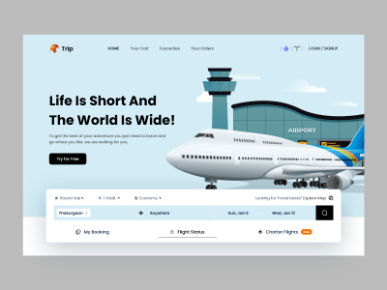 Trip
HOME Your Cart Favourites Your Orders LOGIN / SIGNUP
Life Is Short And
The World Is Wide!
To get the best of your adventure you just need to leave and
go where you like. we are waiting for you.
Try for free
AIRPORT
Round trip 1 Adult Economy Looking for Travel Ideas? Explore Map
Anywhere Sun, Jan 9 Wed, Jan 12
My Booking Flight Status Charter Flights New